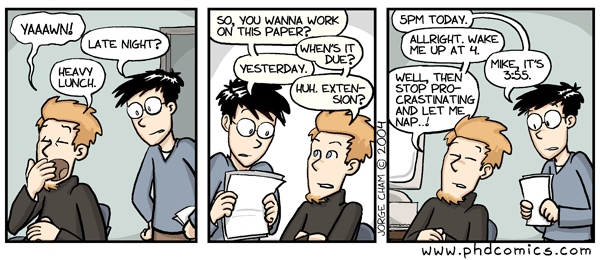 YAAAWN!
LATE NIGHT?
HEAVY
LUNCH.
SO, YOU WANNA WORK
ON THIS PAPER?
WHEN'S IT
DUE?
YESTERDAY.
HUH. EXTEN-
SION?
JORGE CHAM © 2004
5PM TODAY.
ALLRIGHT. WAKE
ME UP AT 4.
MIKE, IT'S
3:55.
WELL, THEN
STOP PRO-
CRASTINATING
AND LET ME
NAP..!
www.phdcomics.com